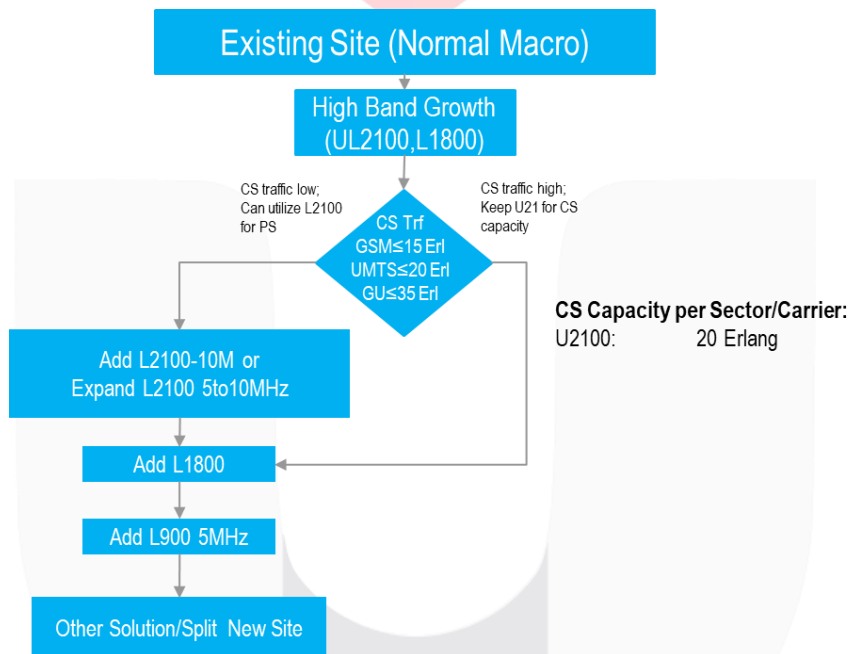 Existing Site (Normal Macro)
High Band Growth
(UL2100,L1800)
CS traffic low;
Can utilize L2100
for PS
CS traffic high;
Keep U21 for CS
capacity
CS Trf
GSM≤15 Erl
UMTS≤20 Erl
GU≤35 Erl
CS Capacity per Sector/Carrier:
U2100: 20 Erlang
Add L2100-10M or
Expand L2100 5to10MHz
Add L1800
Add L900 5MHz
Other Solution/Split New Site